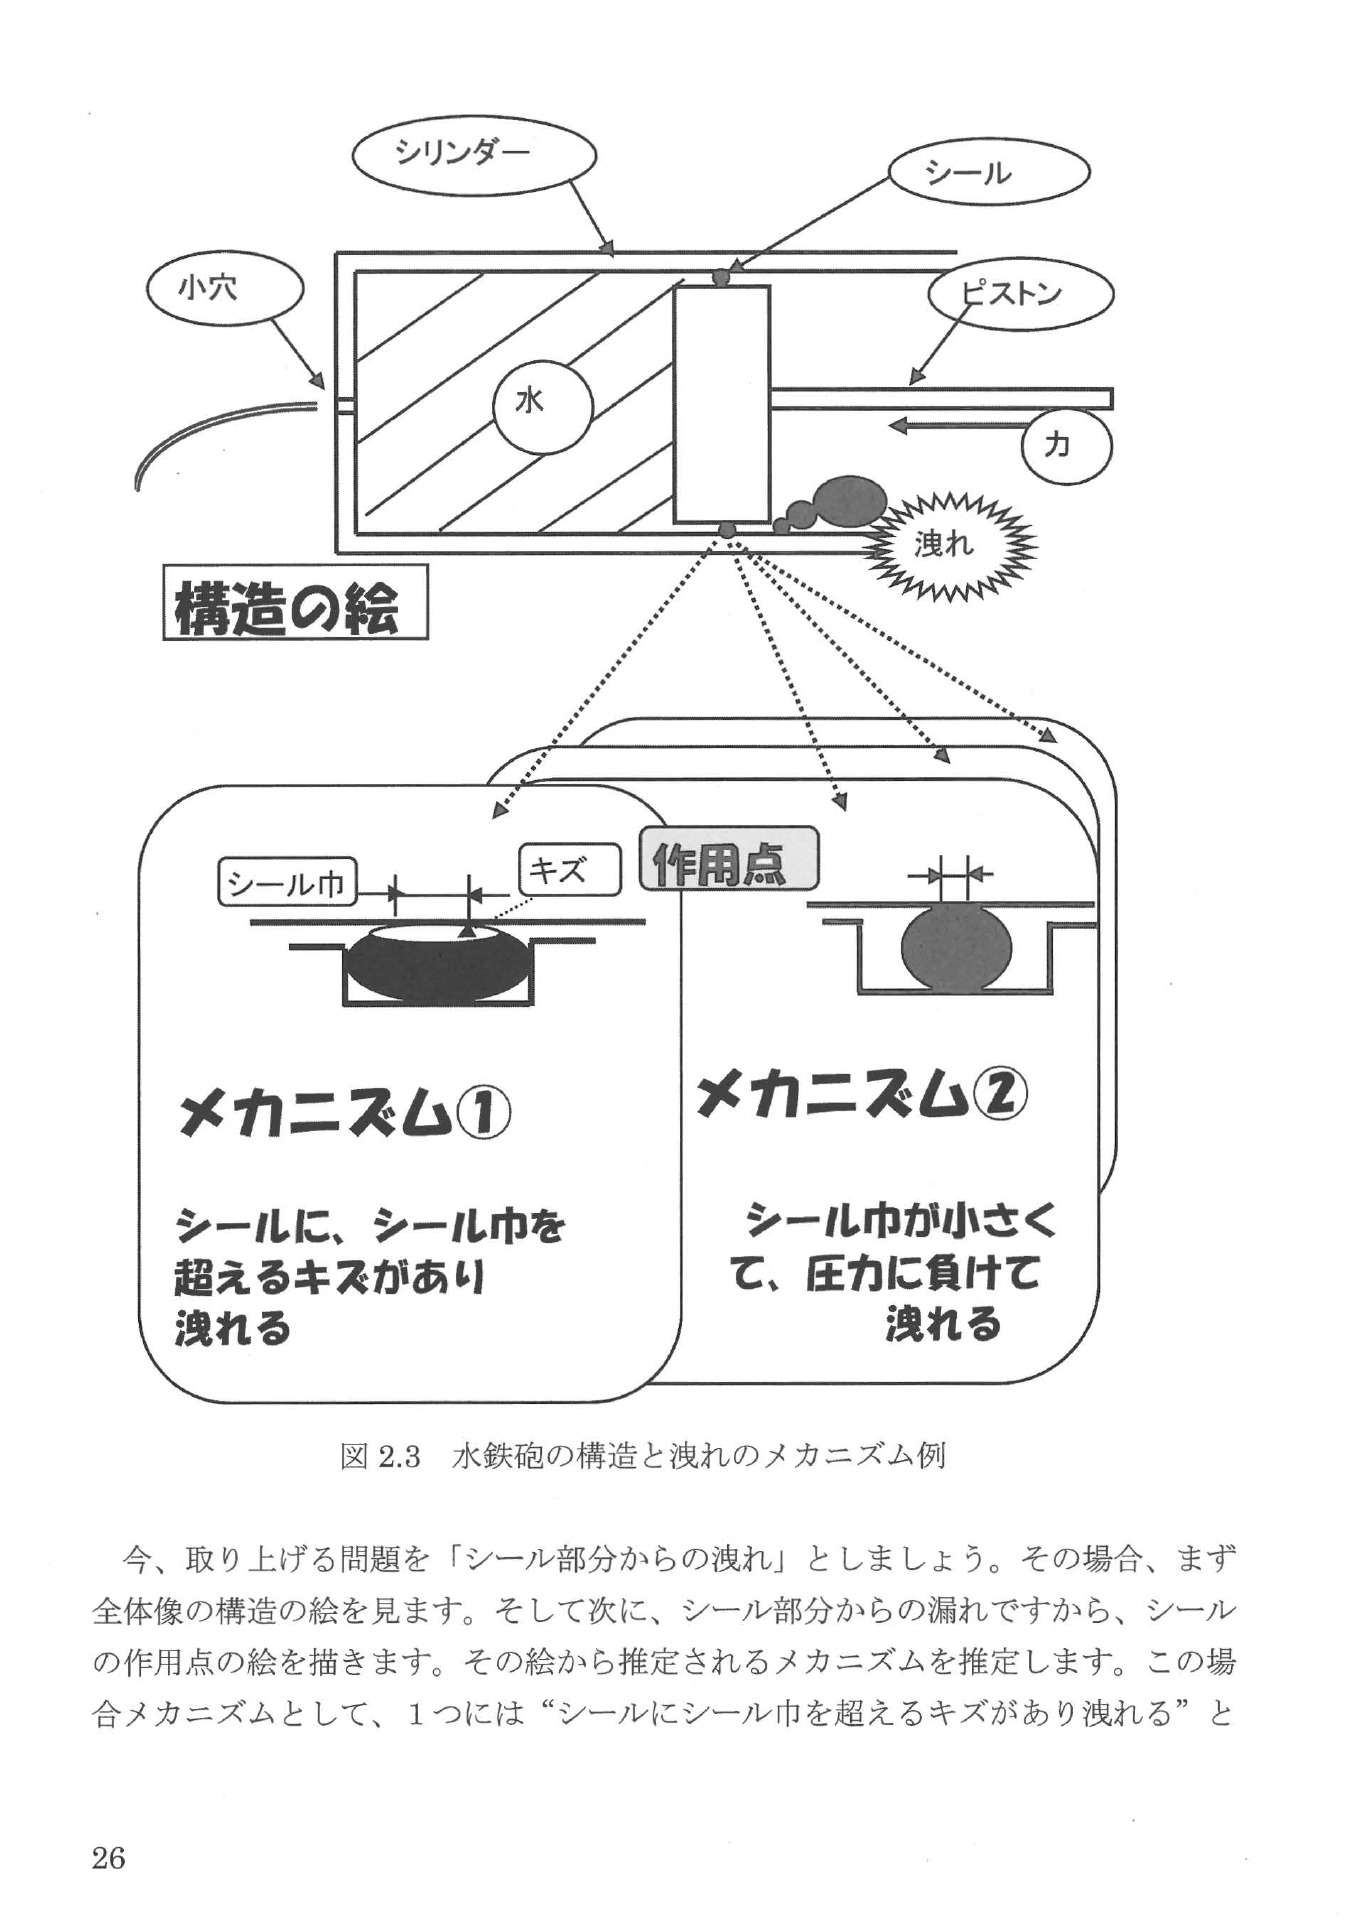 シリンダー
シール
小穴
ピストン
水
力
洩れ
構造の絵
作用点
シール巾
キズ
メカニズム①
シールに、シール巾を
超えるキズがあり
洩れる
メカニズム②
シール巾が小さく
て、圧力に負けて
洩れる
図 2.3　水鉄砲の構造と洩れのメカニズム例
今、取り上げる問題を「シール部分からの洩れ」としましょう。その場合、まず
全体像の構造の絵を見ます。そして次に、シール部分からの漏れですから、シール
の作用点の絵を描きます。その絵から推定されるメカニズムを推定します。この場
合メカニズムとして、１つには“シールにシール巾を超えるキズがあり洩れる”と
26